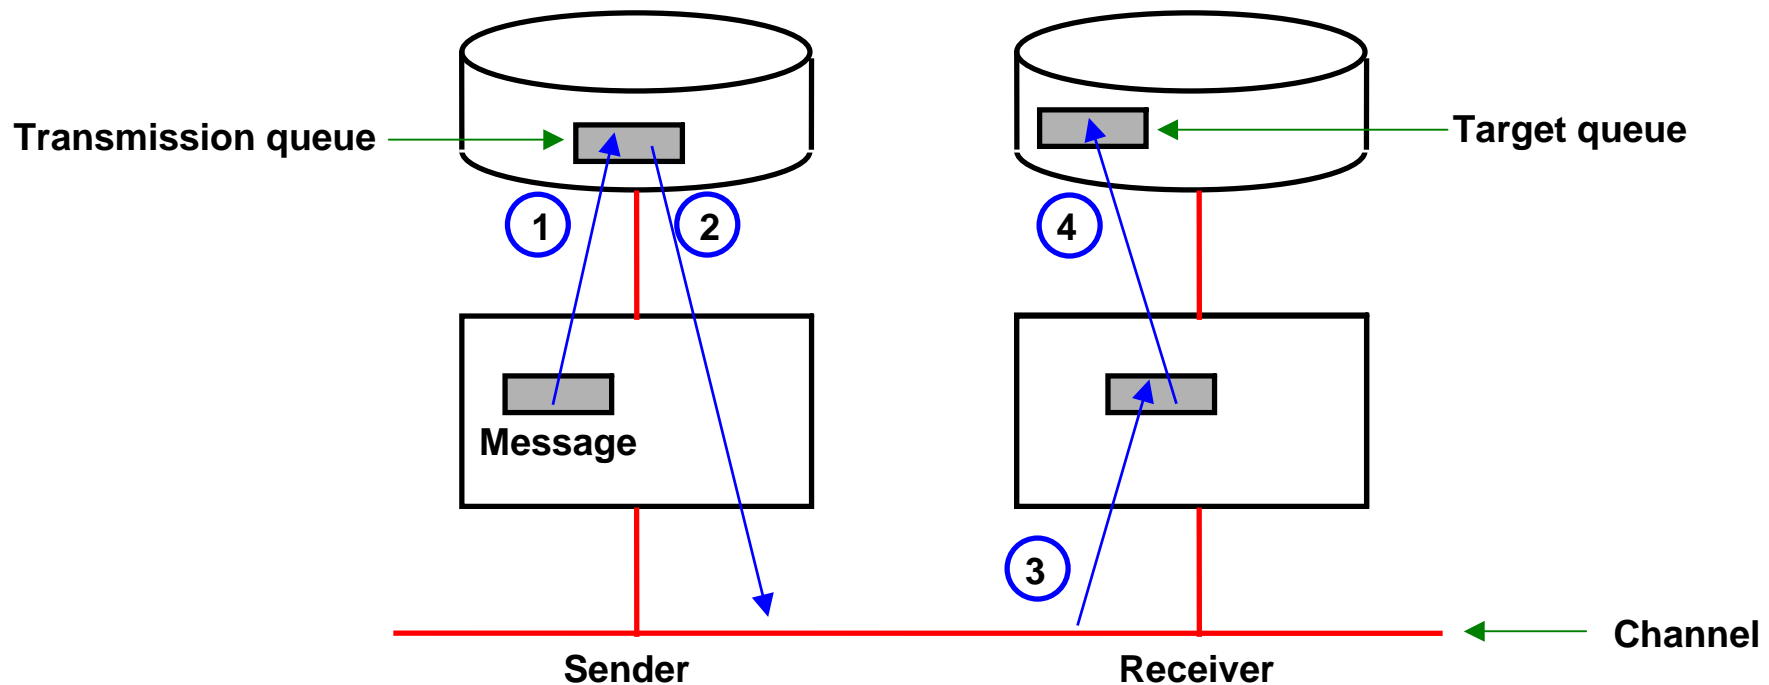 Transmission queue
Target queue
1
2
4
Message
3
Channel
Sender
Receiver